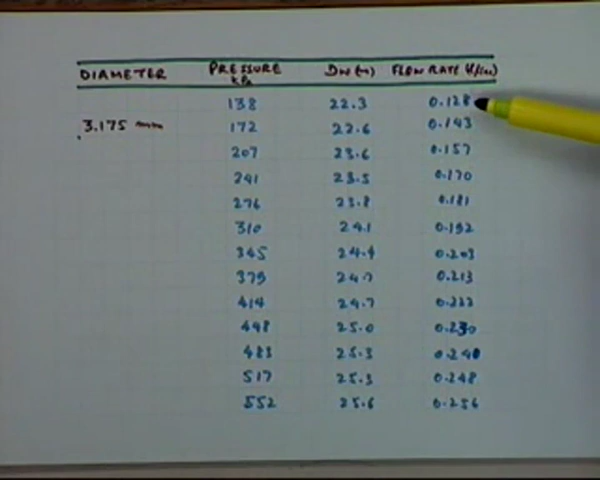 DIAMETER PRESSURE kPa Dw (m) FLOW RATE (l/sec)
138 22.3 0.128
3.175 mm 172 22.6 0.143
207 23.6 0.157
241 23.5 0.170
276 23.8 0.181
310 24.1 0.192
345 24.4 0.203
379 24.7 0.213
414 24.7 0.222
448 25.0 0.230
483 25.3 0.240
517 25.3 0.248
552 25.6 0.256